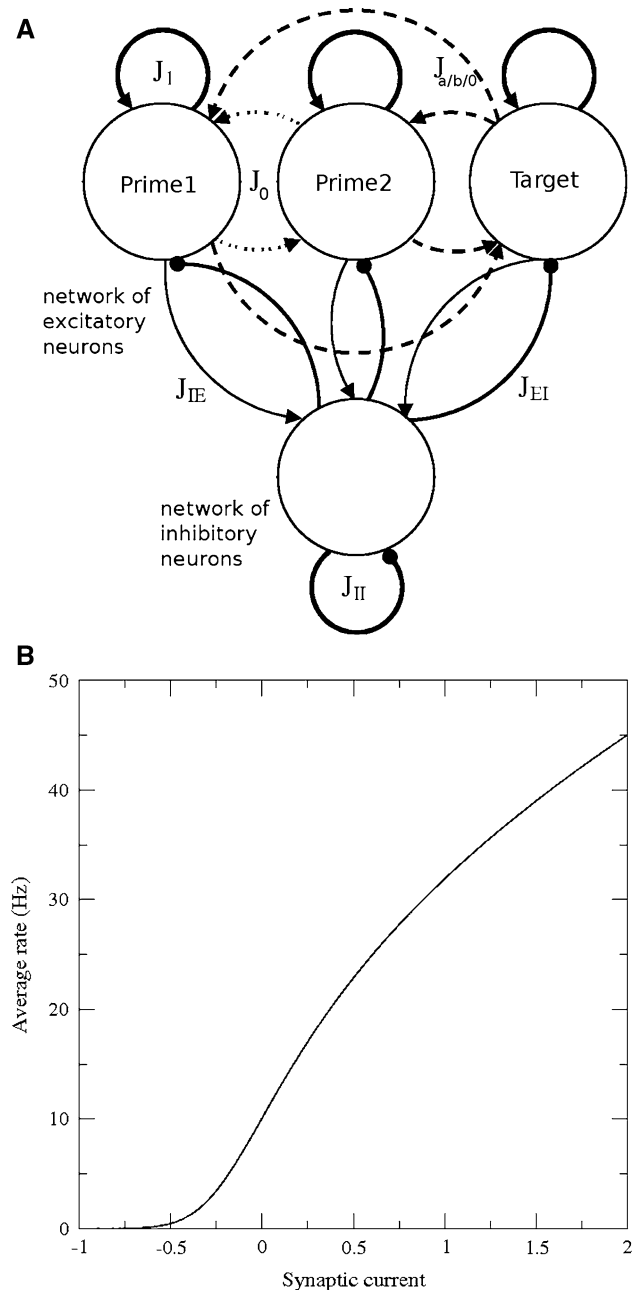 A
J1
Ja/b/0
Prime1
J0
Prime2
Target
network of
excitatory
neurons
JIE
JEI
network of
inhibitory
neurons
JII
B
50
40
30
20
10
0
Average rate (Hz)
-1
-0.5
0
0.5
1
1.5
2
Synaptic current